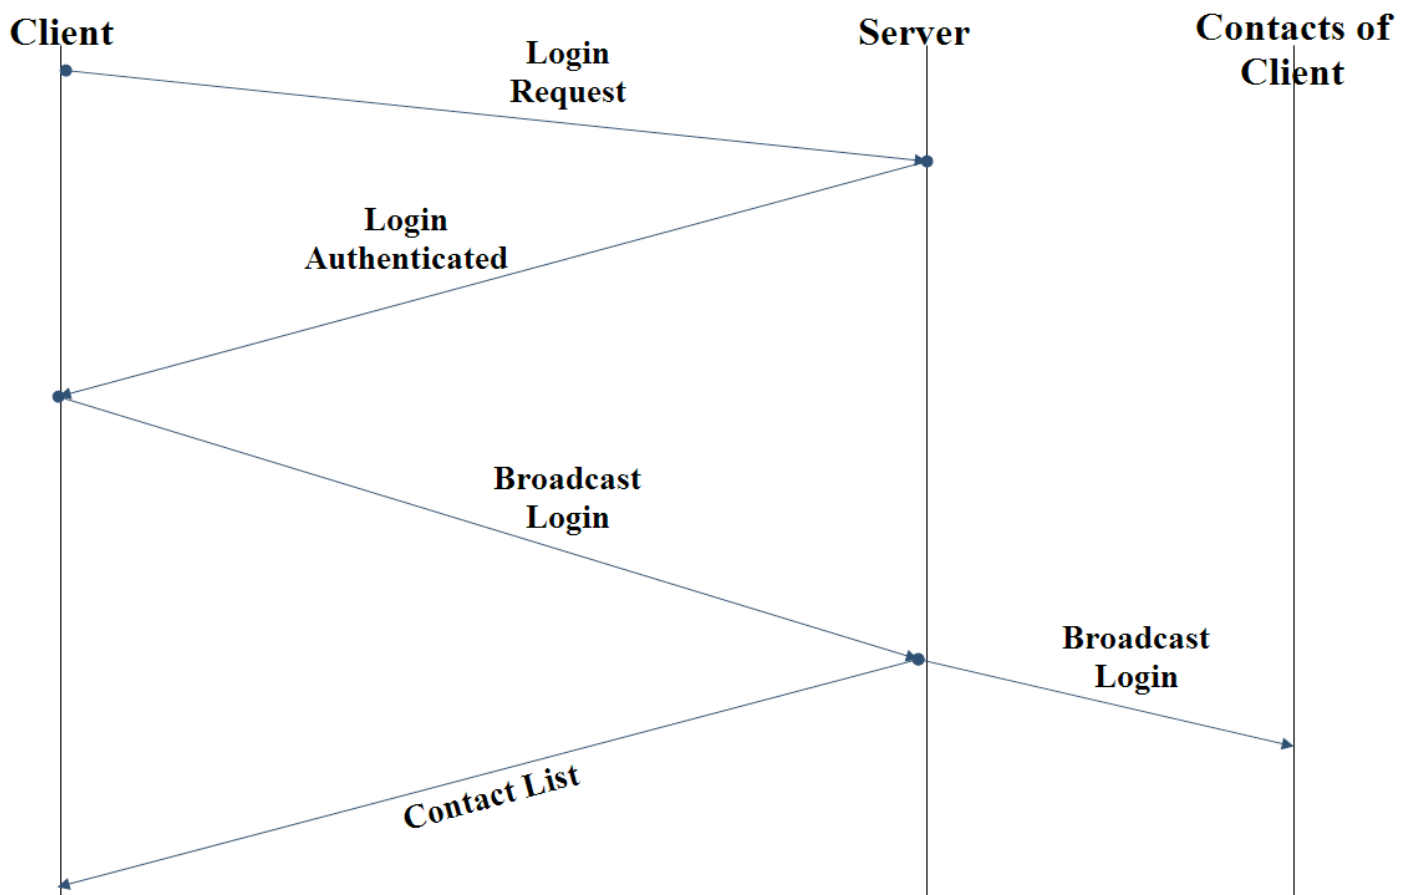 Client
Server
Contacts of
Client
Login
Request
Login
Authenticated
Broadcast
Login
Broadcast
Login
Contact List